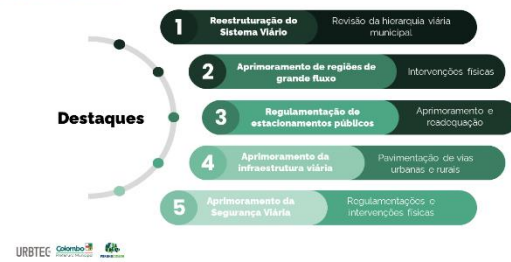 Destaques
1
Reestruturação do
Sistema Viário
Revisão da hierarquia viária
municipal
2
Aprimoramento de regiões de
grande fluxo
Intervenções físicas
3
Regulamentação de
estacionamentos públicos
Aprimoramento e
readequação
4
Aprimoramento da
infraestrutura viária
Pavimentação de vias
urbanas e rurais
5
Aprimoramento da
Segurança Viária
Regulamentações e
intervenções físicas
URBTEC
Colombo
Prefeitura Municipal